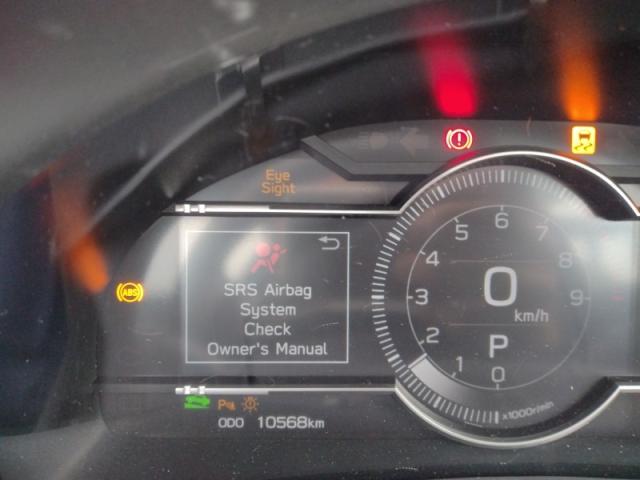 Eye
Sight
ABS
SRS Airbag
System
Check
Owner's Manual
6
5
7
4
8
3
9
2
1
0
0
km/h
P
x1000r/min
P
ODO 10568km